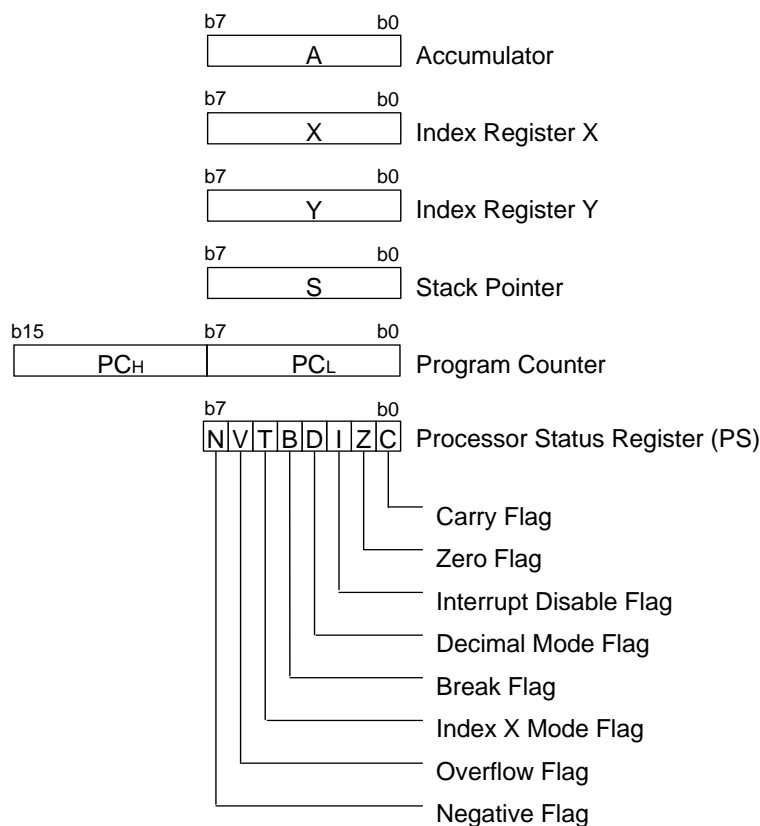 b7 b0
A Accumulator
b7 b0
X Index Register X
b7 b0
Y Index Register Y
b7 b0
S Stack Pointer
b15 b7 b0
PCH PCL Program Counter
b7 b0
N V T B D I Z C Processor Status Register (PS)
Carry Flag
Zero Flag
Interrupt Disable Flag
Decimal Mode Flag
Break Flag
Index X Mode Flag
Overflow Flag
Negative Flag